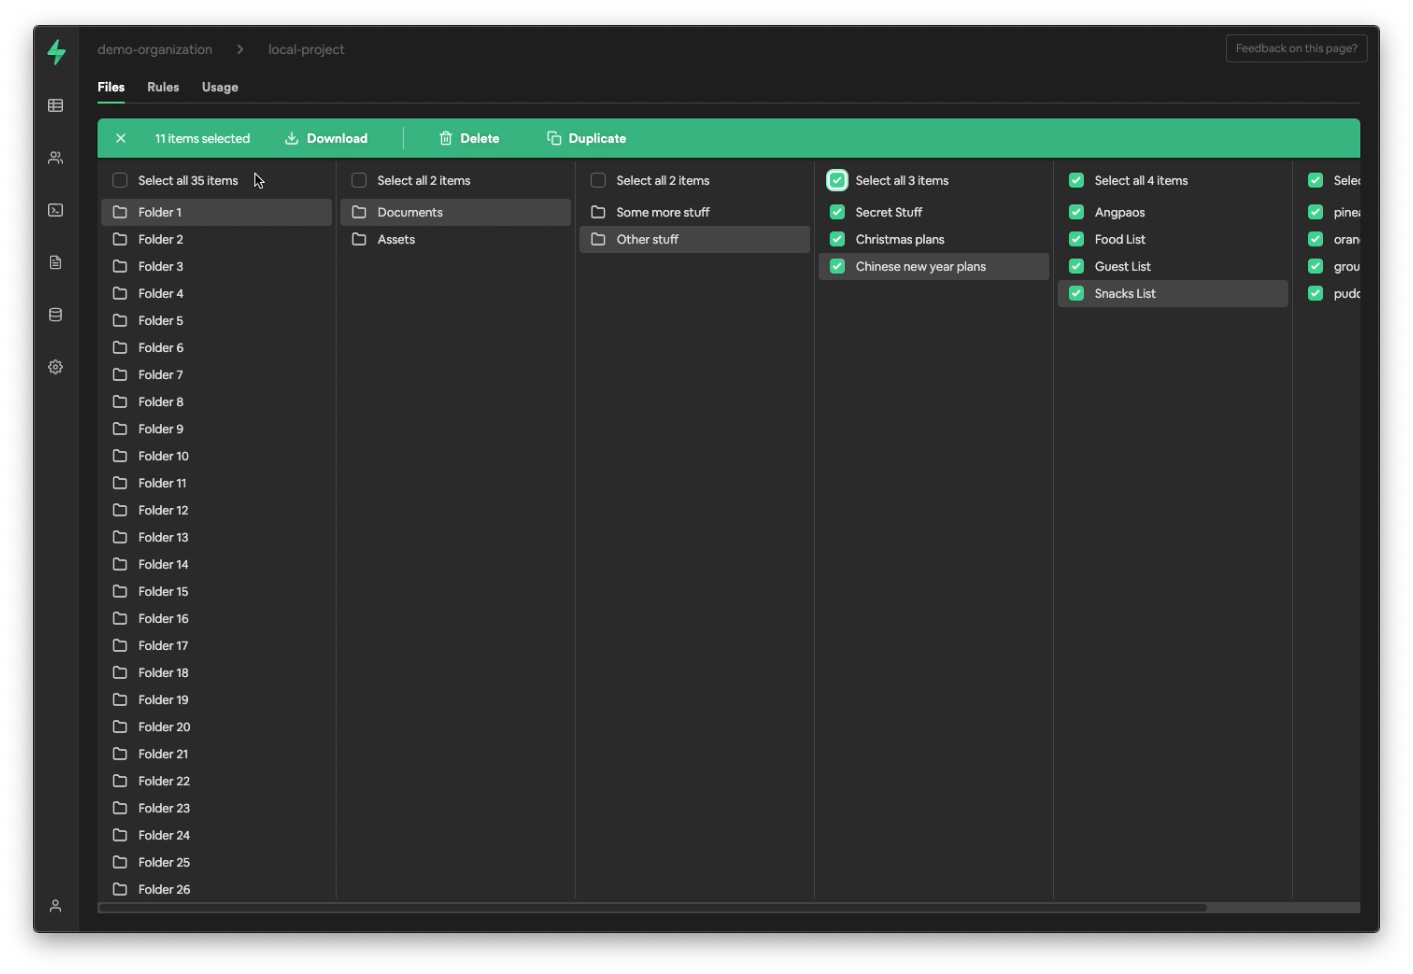 demo-organization > local-project
Feedback on this page?
Files Rules Usage
11 items selected Download Delete Duplicate
Select all 35 items
Folder 1
Folder 2
Folder 3
Folder 4
Folder 5
Folder 6
Folder 7
Folder 8
Folder 9
Folder 10
Folder 11
Folder 12
Folder 13
Folder 14
Folder 15
Folder 16
Folder 17
Folder 18
Folder 19
Folder 20
Folder 21
Folder 22
Folder 23
Folder 24
Folder 25
Folder 26
Select all 2 items
Documents
Assets
Select all 2 items
Some more stuff
Other stuff
Select all 3 items
Secret Stuff
Christmas plans
Chinese new year plans
Select all 4 items
Angpaos
Food List
Guest List
Snacks List